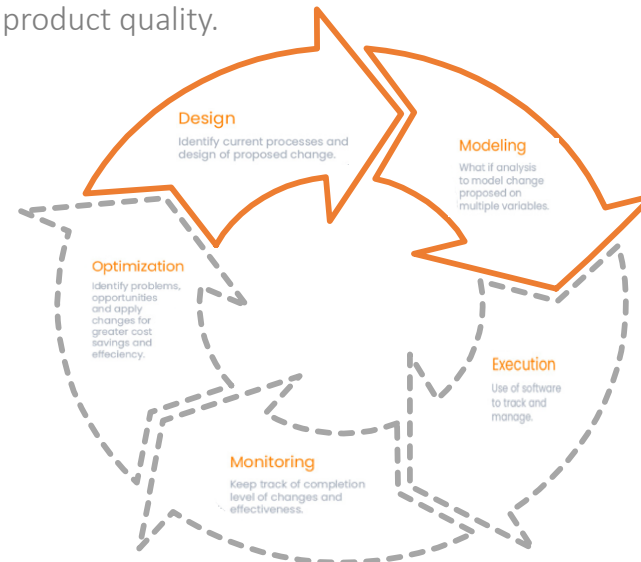 product quality.
Design
Identify current processes and
design of proposed change.
Modeling
What if analysis
to model change
proposed on
multiple variables.
Optimization
Identify problems,
opportunities
and apply
changes for
greater cost
savings and
effeciency.
Execution
Use of software
to track and
manage.
Monitoring
Keep track of completion
level of changes and
effectiveness.